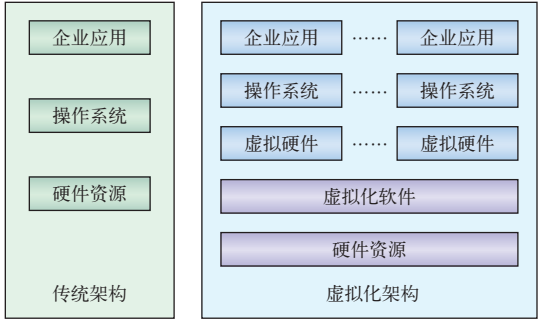 企业应用
操作系统
硬件资源
传统架构
企业应用 …… 企业应用
操作系统 …… 操作系统
虚拟硬件 …… 虚拟硬件
虚拟化软件
硬件资源
虚拟化架构